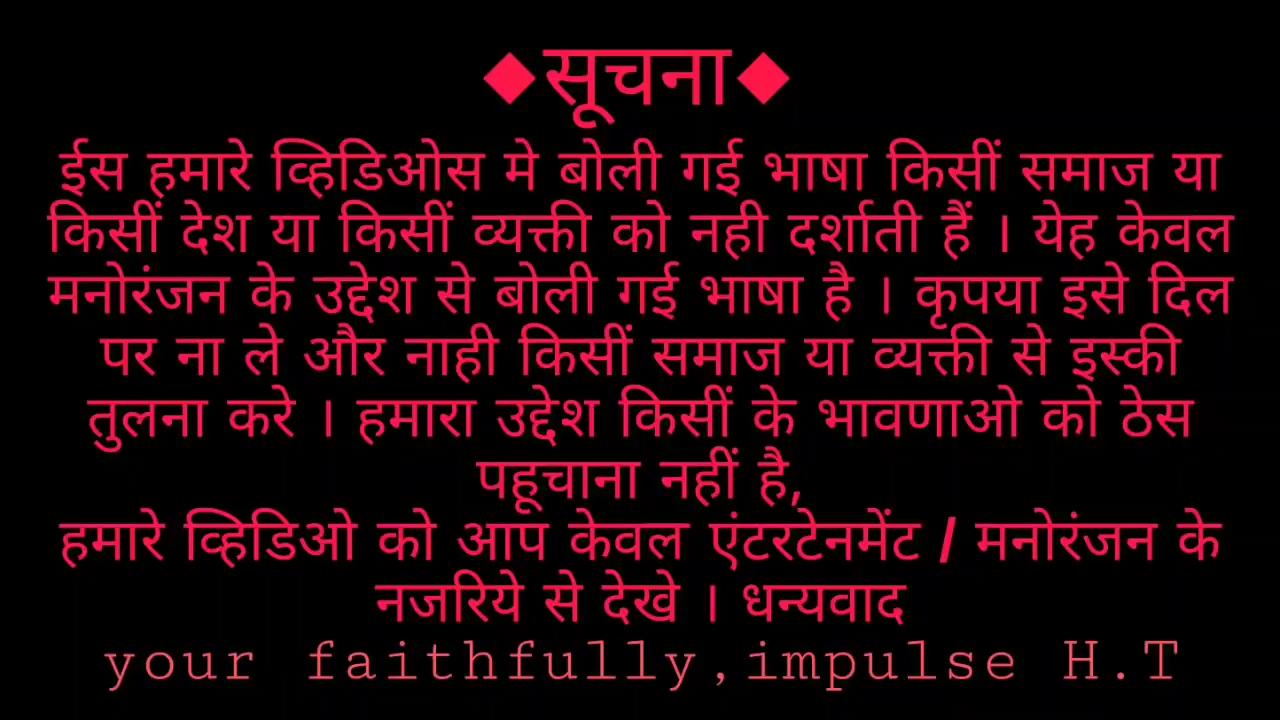 ◆सूचना◆
ईस हमारे व्हिडिओस मे बोली गई भाषा किसीं समाज या
किसीं देश या किसीं व्यक्ती को नही दर्शाती हैं । येह केवल
मनोरंजन के उद्देश से बोली गई भाषा है । कृपया इसे दिल
पर ना ले और नाही किसीं समाज या व्यक्ती से इस्की
तुलना करे । हमारा उद्देश किसीं के भावणाओ को ठेस
पहूचाना नहीं है,
हमारे व्हिडिओ को आप केवल एंटरटेनमेंट / मनोरंजन के
नजरिये से देखे । धन्यवाद
your faithfully,impulse H.T